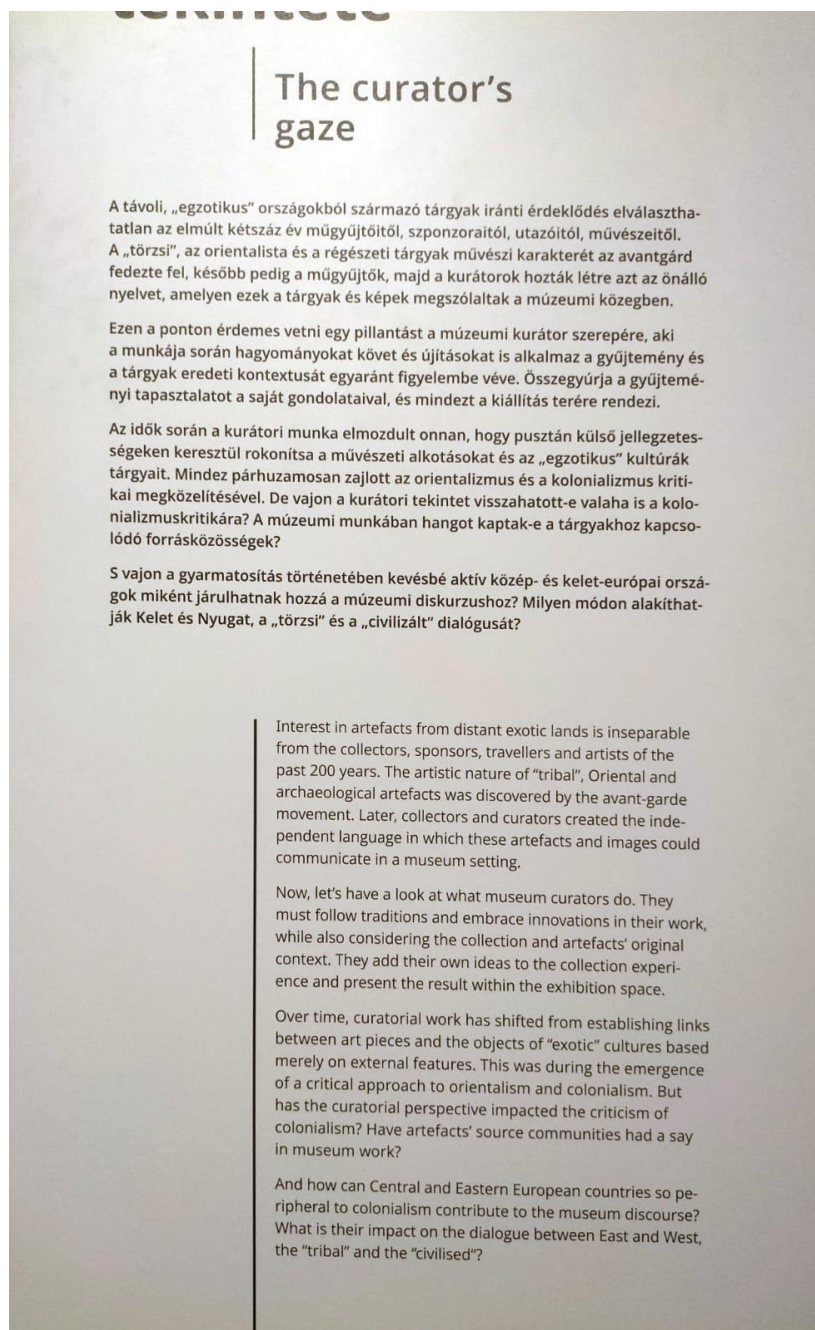 tekintete
The curator's
gaze
A távoli, „egzotikus” országokból származó tárgyak iránti érdeklődés elválasztha-
tatlan az elmúlt kétszáz év műgyűjtőitől, szponzoraitól, utazóitól, művészeitől.
A „törzsi”, az orientalista és a régészeti tárgyak művészi karakterét az avantgárd
fedezte fel, később pedig a műgyűjtők, majd a kurátorok hozták létre azt az önálló
nyelvet, amelyen ezek a tárgyak és képek megszólaltak a múzeumi közegben.
Ezen a ponton érdemes vetni egy pillantást a múzeumi kurátor szerepére, aki
a munkája során hagyományokat követ és újításokat is alkalmaz a gyűjtemény és
a tárgyak eredeti kontextusát egyaránt figyelembe véve. Összegyúrja a gyűjtemé-
nyi tapasztalatot a saját gondolataival, és mindezt a kiállítás terére rendezi.
Az idők során a kurátori munka elmozdult onnan, hogy pusztán külső jellegzetes-
ségeken keresztül rokonítsa a művészeti alkotásokat és az „egzotikus” kultúrák
tárgyait. Mindez párhuzamosan zajlott az orientalizmus és a kolonializmus kriti-
kai megközelítésével. De vajon a kurátori tekintet visszahatott-e valaha is a kolo-
nializmuskritikára? A múzeumi munkában hangot kaptak-e a tárgyakhoz kapcso-
lódó forrásközösségek?
S vajon a gyarmatosítás történetében kevésbé aktív közép- és kelet-európai orszá-
gok miként járulhatnak hozzá a múzeumi diskurzushoz? Milyen módon alakíthat-
ják Kelet és Nyugat, a „törzsi” és a „civilizált” dialógusát?
Interest in artefacts from distant exotic lands is inseparable
from the collectors, sponsors, travellers and artists of the
past 200 years. The artistic nature of “tribal”, Oriental and
archaeological artefacts was discovered by the avant-garde
movement. Later, collectors and curators created the inde-
pendent language in which these artefacts and images could
communicate in a museum setting.
Now, let's have a look at what museum curators do. They
must follow traditions and embrace innovations in their work,
while also considering the collection and artefacts' original
context. They add their own ideas to the collection experi-
ence and present the result within the exhibition space.
Over time, curatorial work has shifted from establishing links
between art pieces and the objects of “exotic” cultures based
merely on external features. This was during the emergence
of a critical approach to orientalism and colonialism. But
has the curatorial perspective impacted the criticism of
colonialism? Have artefacts' source communities had a say
in museum work?
And how can Central and Eastern European countries so pe-
ripheral to colonialism contribute to the museum discourse?
What is their impact on the dialogue between East and West,
the “tribal” and the “civilised”?